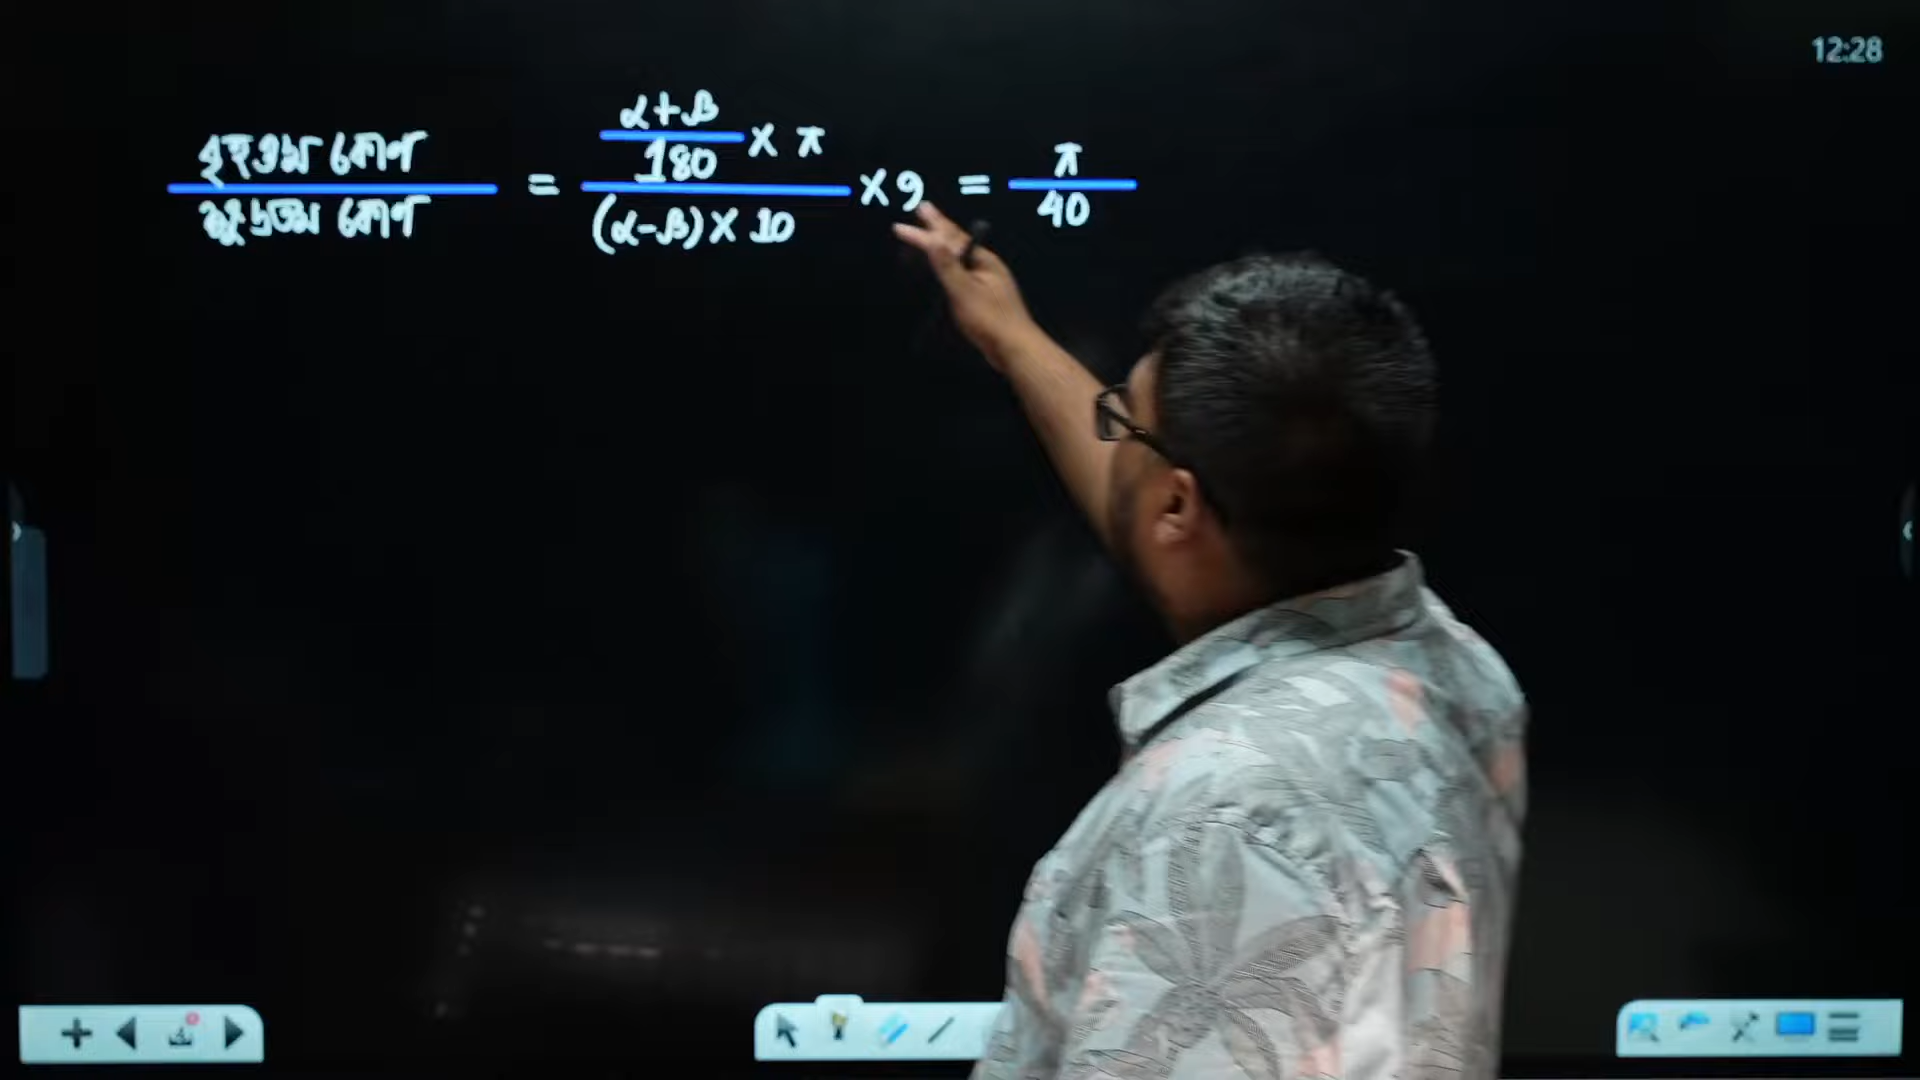 12:28
বৃহত্তম কোণ / ক্ষুদ্রতম কোণ = ((α+β)/180 × π) / ((α-β) × 10) × 9 = π/40